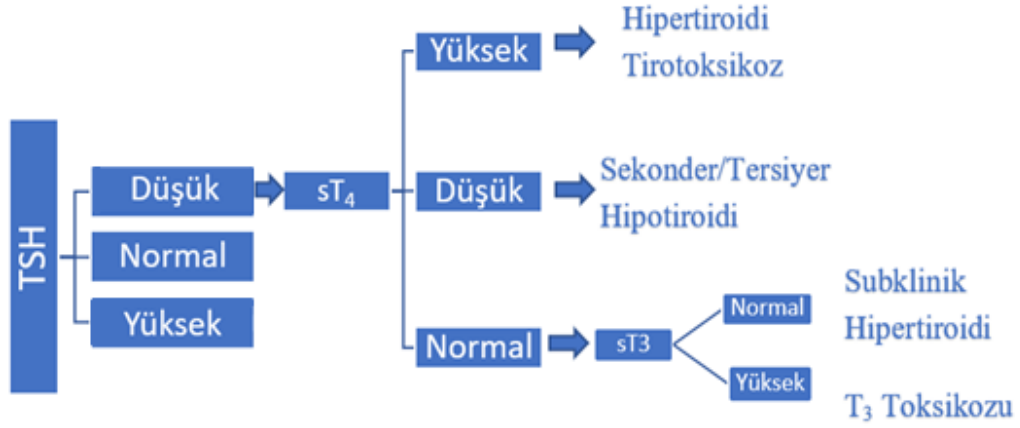 TSH
Düşük
Normal
Yüksek
sT₄
Yüksek
Hipertiroidi
Tirotoksikoz
Düşük
Sekonder/Tersiyer
Hipotiroidi
Normal
sT3
Normal
Subklinik
Hipertiroidi
Yüksek
T₃ Toksikozu